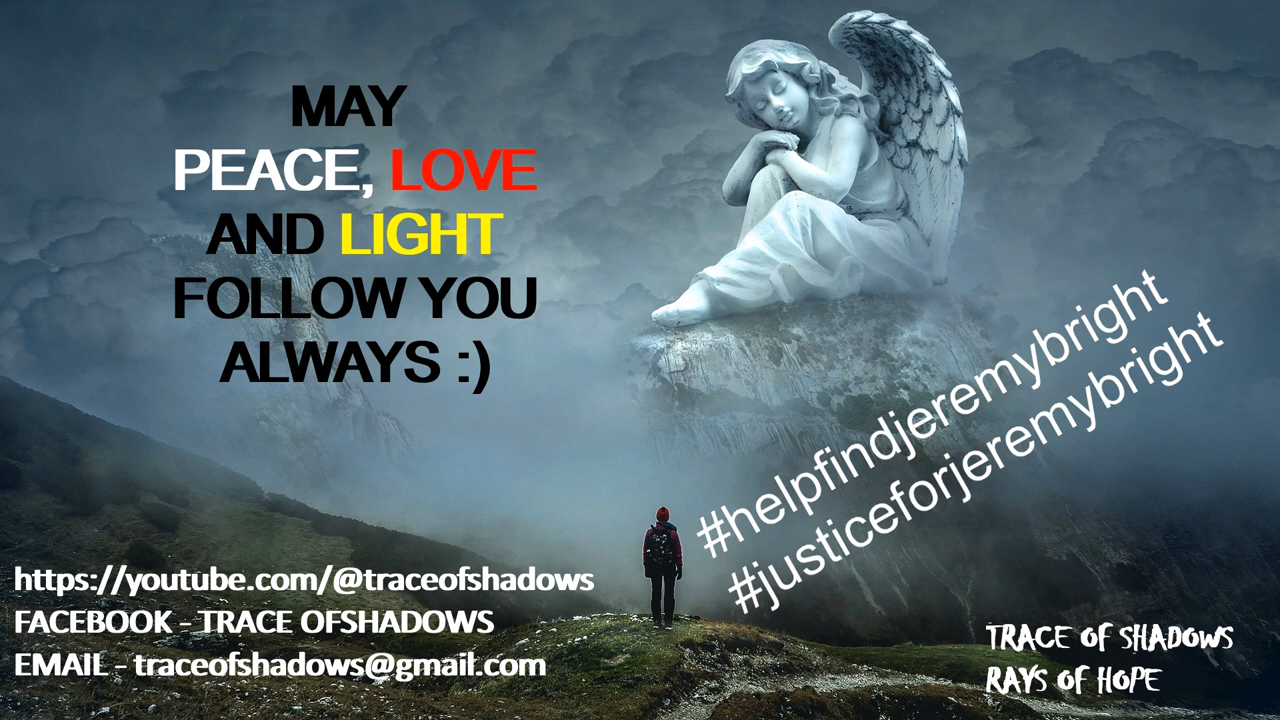 MAY
PEACE, LOVE
AND LIGHT
FOLLOW YOU
ALWAYS :)
#helpfindjeremybright
#justiceforjeremybright
https://youtube.com/@traceofshadows
FACEBOOK - TRACE OFSHADOWS
EMAIL - traceofshadows@gmail.com
TRACE OF SHADOWS
RAYS OF HOPE